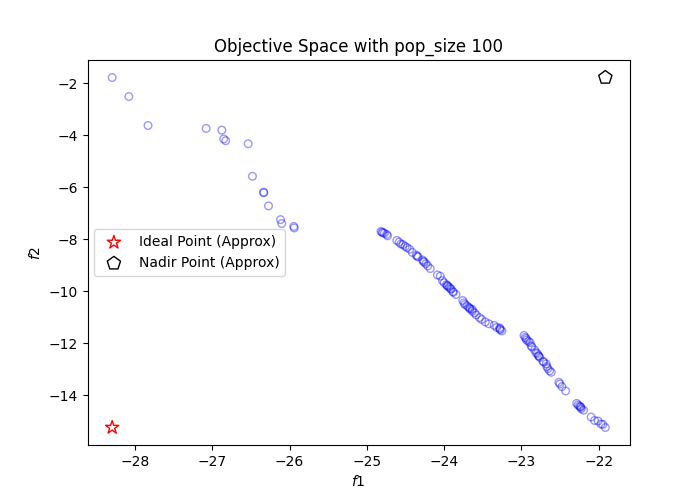 Objective Space with pop_size 100
−2
−4
−6
−8
−10
−12
−14
f2
Ideal Point (Approx)
Nadir Point (Approx)
−28
−27
−26
−25
−24
−23
−22
f1